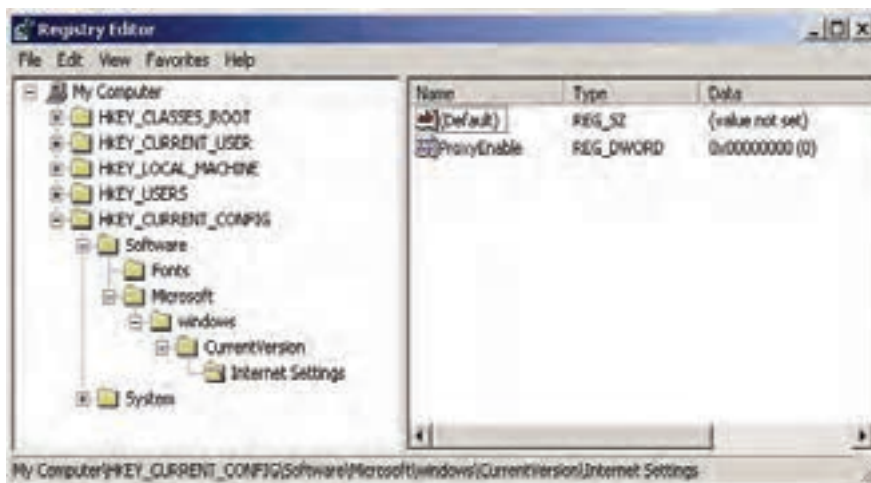 Registry Editor
File Edit View Favorites Help
My Computer
HKEY_CLASSES_ROOT
HKEY_CURRENT_USER
HKEY_LOCAL_MACHINE
HKEY_USERS
HKEY_CURRENT_CONFIG
Software
Fonts
Microsoft
windows
CurrentVersion
Internet Settings
System
Name Type Data
ab (Default) REG_SZ (value not set)
ProxyEnable REG_DWORD 0x00000000 (0)
My Computer\HKEY_CURRENT_CONFIG\Software\Microsoft\windows\CurrentVersion\Internet Settings